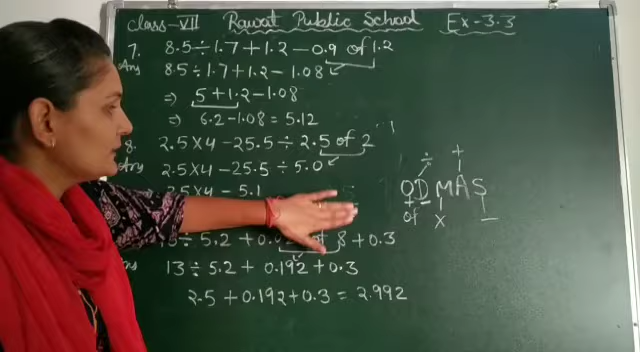 Class-VII Rawat Public School Ex-3.3
7. 8.5÷1.7+1.2-0.9 of 1.2
Ans 8.5÷1.7+1.2-1.08
⇒ 5+1.2-1.08
⇒ 6.2-1.08=5.12
8. 2.5×4-25.5÷2.5 of 2
Ans 2.5×4-25.5÷5.0
2.5×4-5.1
13÷5.2+0.0 8+0.3
13÷5.2+0.192+0.3
2.5+0.192+0.3=2.992
÷ +
ODMAS
of × -